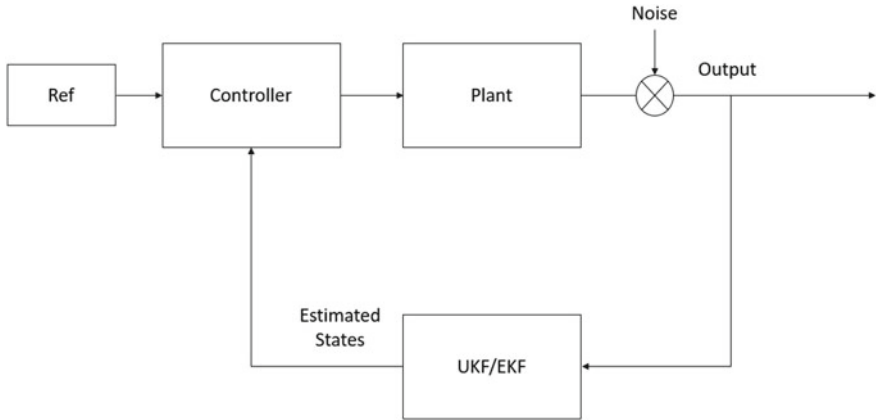 Noise
Ref
Controller
Plant
Output
Estimated
States
UKF/EKF